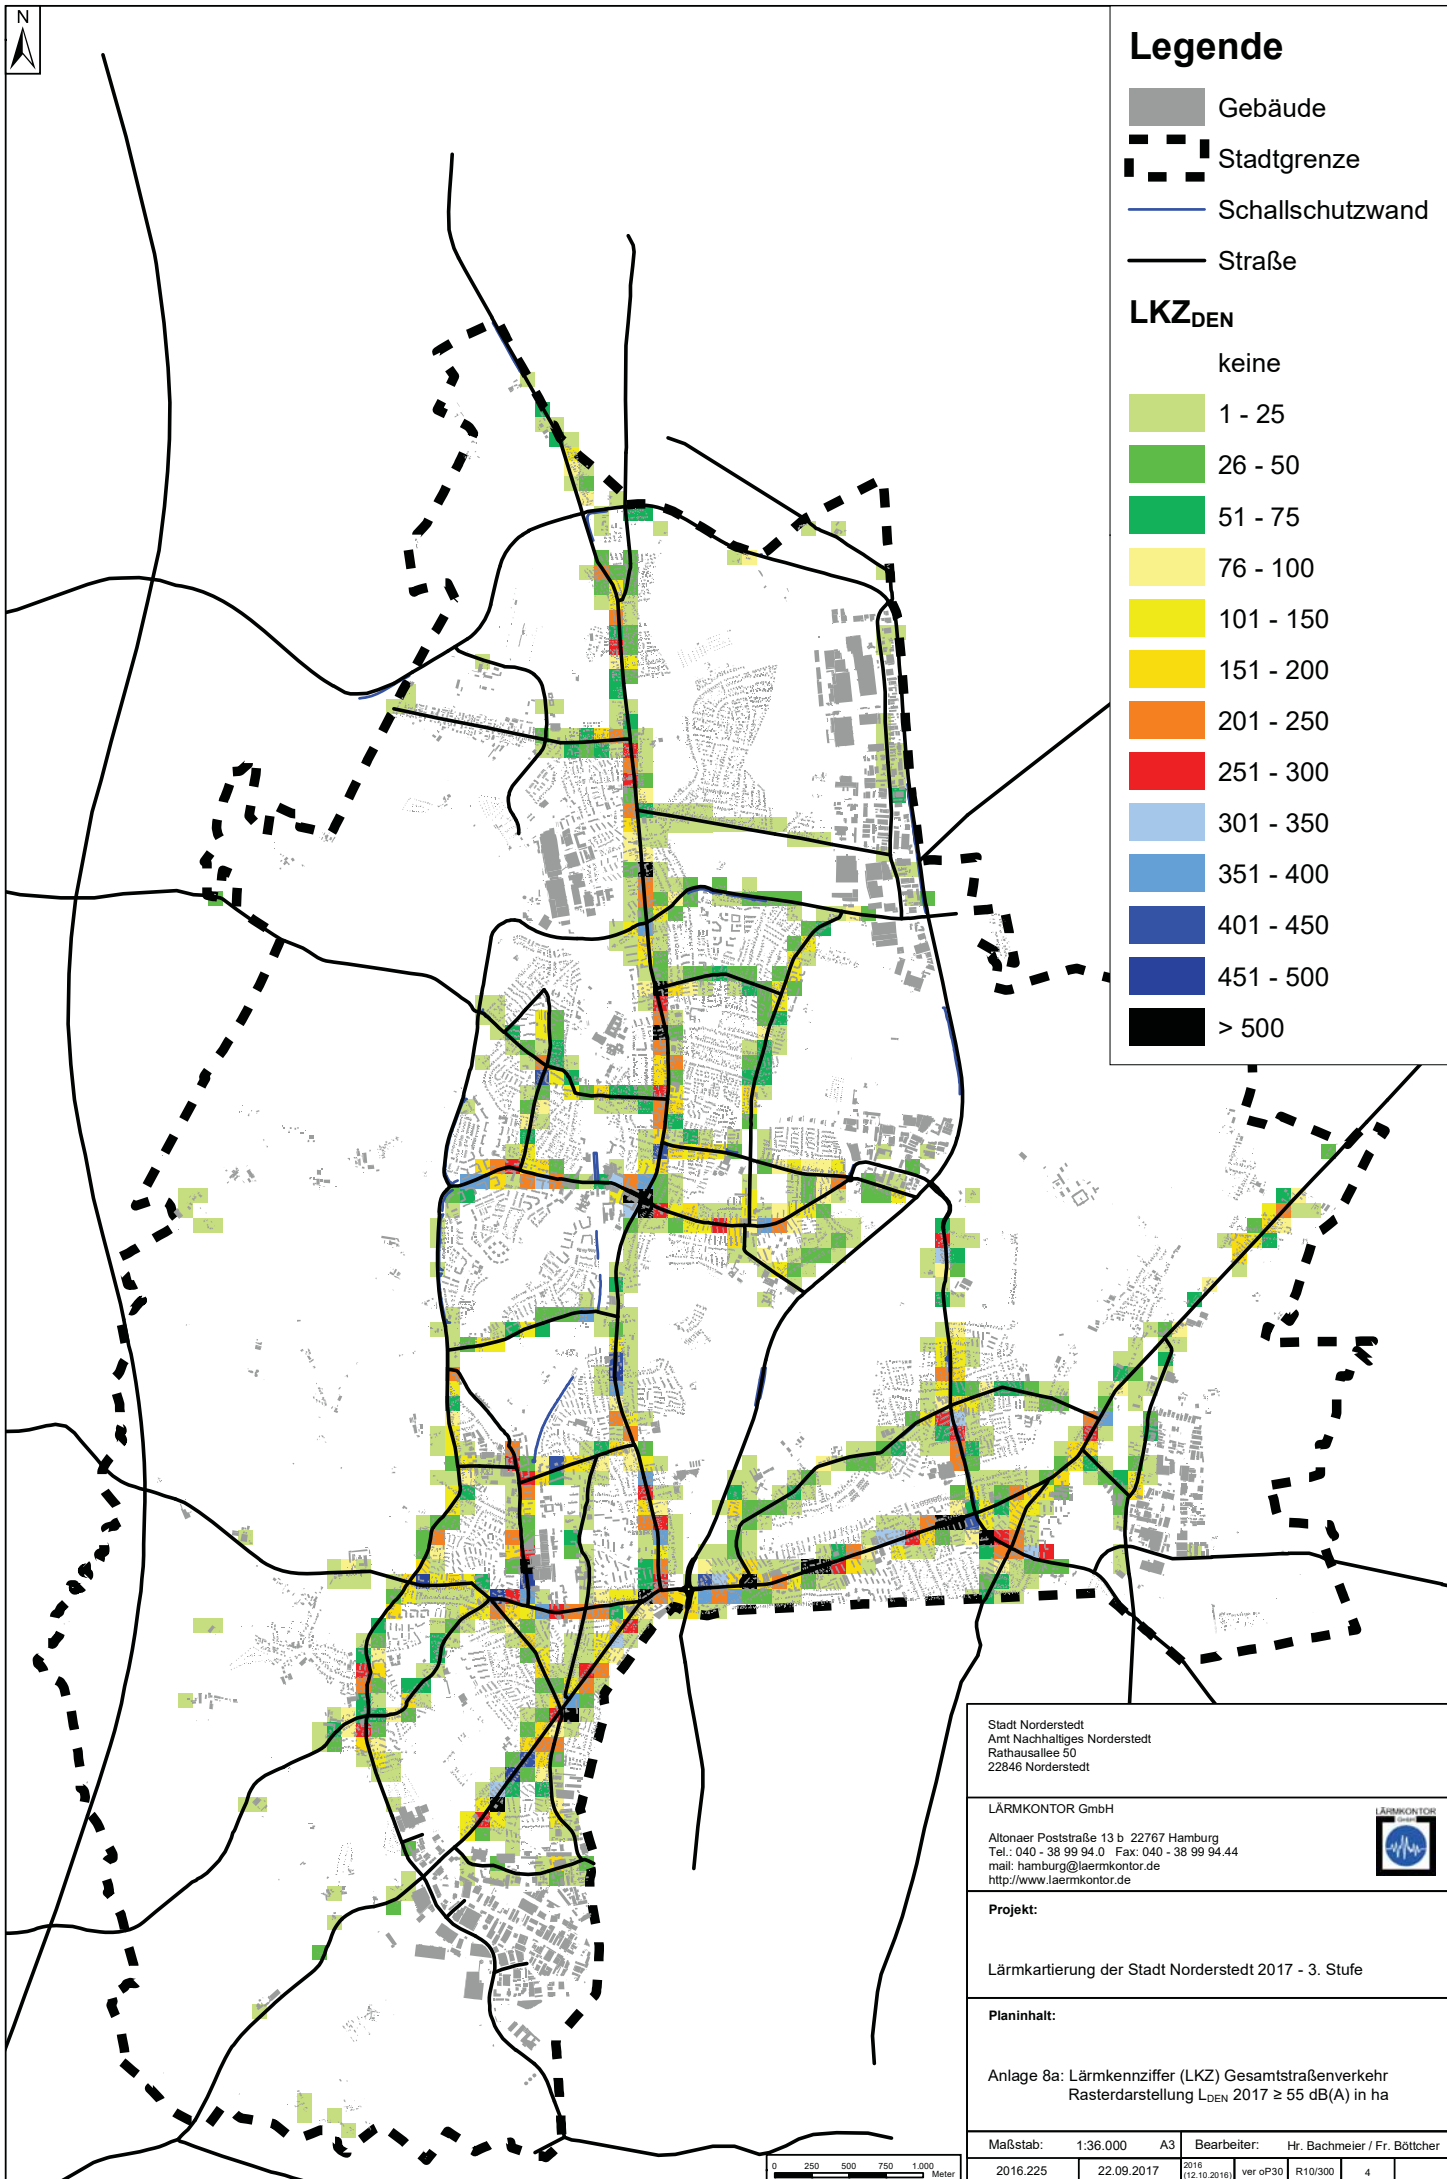 N
Legende
Gebäude
Stadtgrenze
Schallschutzwand
Straße
LKZDEN
keine
1 - 25
26 - 50
51 - 75
76 - 100
101 - 150
151 - 200
201 - 250
251 - 300
301 - 350
351 - 400
401 - 450
451 - 500
> 500
Stadt Norderstedt
Amt Nachhaltiges Norderstedt
Rathausallee 50
22846 Norderstedt
LÄRMKONTOR GmbH
Altonaer Poststraße 13 b 22767 Hamburg
Tel.: 040 - 38 99 94.0 Fax: 040 - 38 99 94.44
mail: hamburg@laermkontor.de
http://www.laermkontor.de
LÄRMKONTOR
GmbH
Projekt:
Lärmkartierung der Stadt Norderstedt 2017 - 3. Stufe
Planinhalt:
Anlage 8a: Lärmkennziffer (LKZ) Gesamtstraßenverkehr
Rasterdarstellung LDEN 2017 ≥ 55 dB(A) in ha
Maßstab: 1:36.000 A3 Bearbeiter: Hr. Bachmeier / Fr. Böttcher
2016.225 22.09.2017 2016 (12.10.2016) ver oP30 R10/300 4
0 250 500 750 1.000
Meter